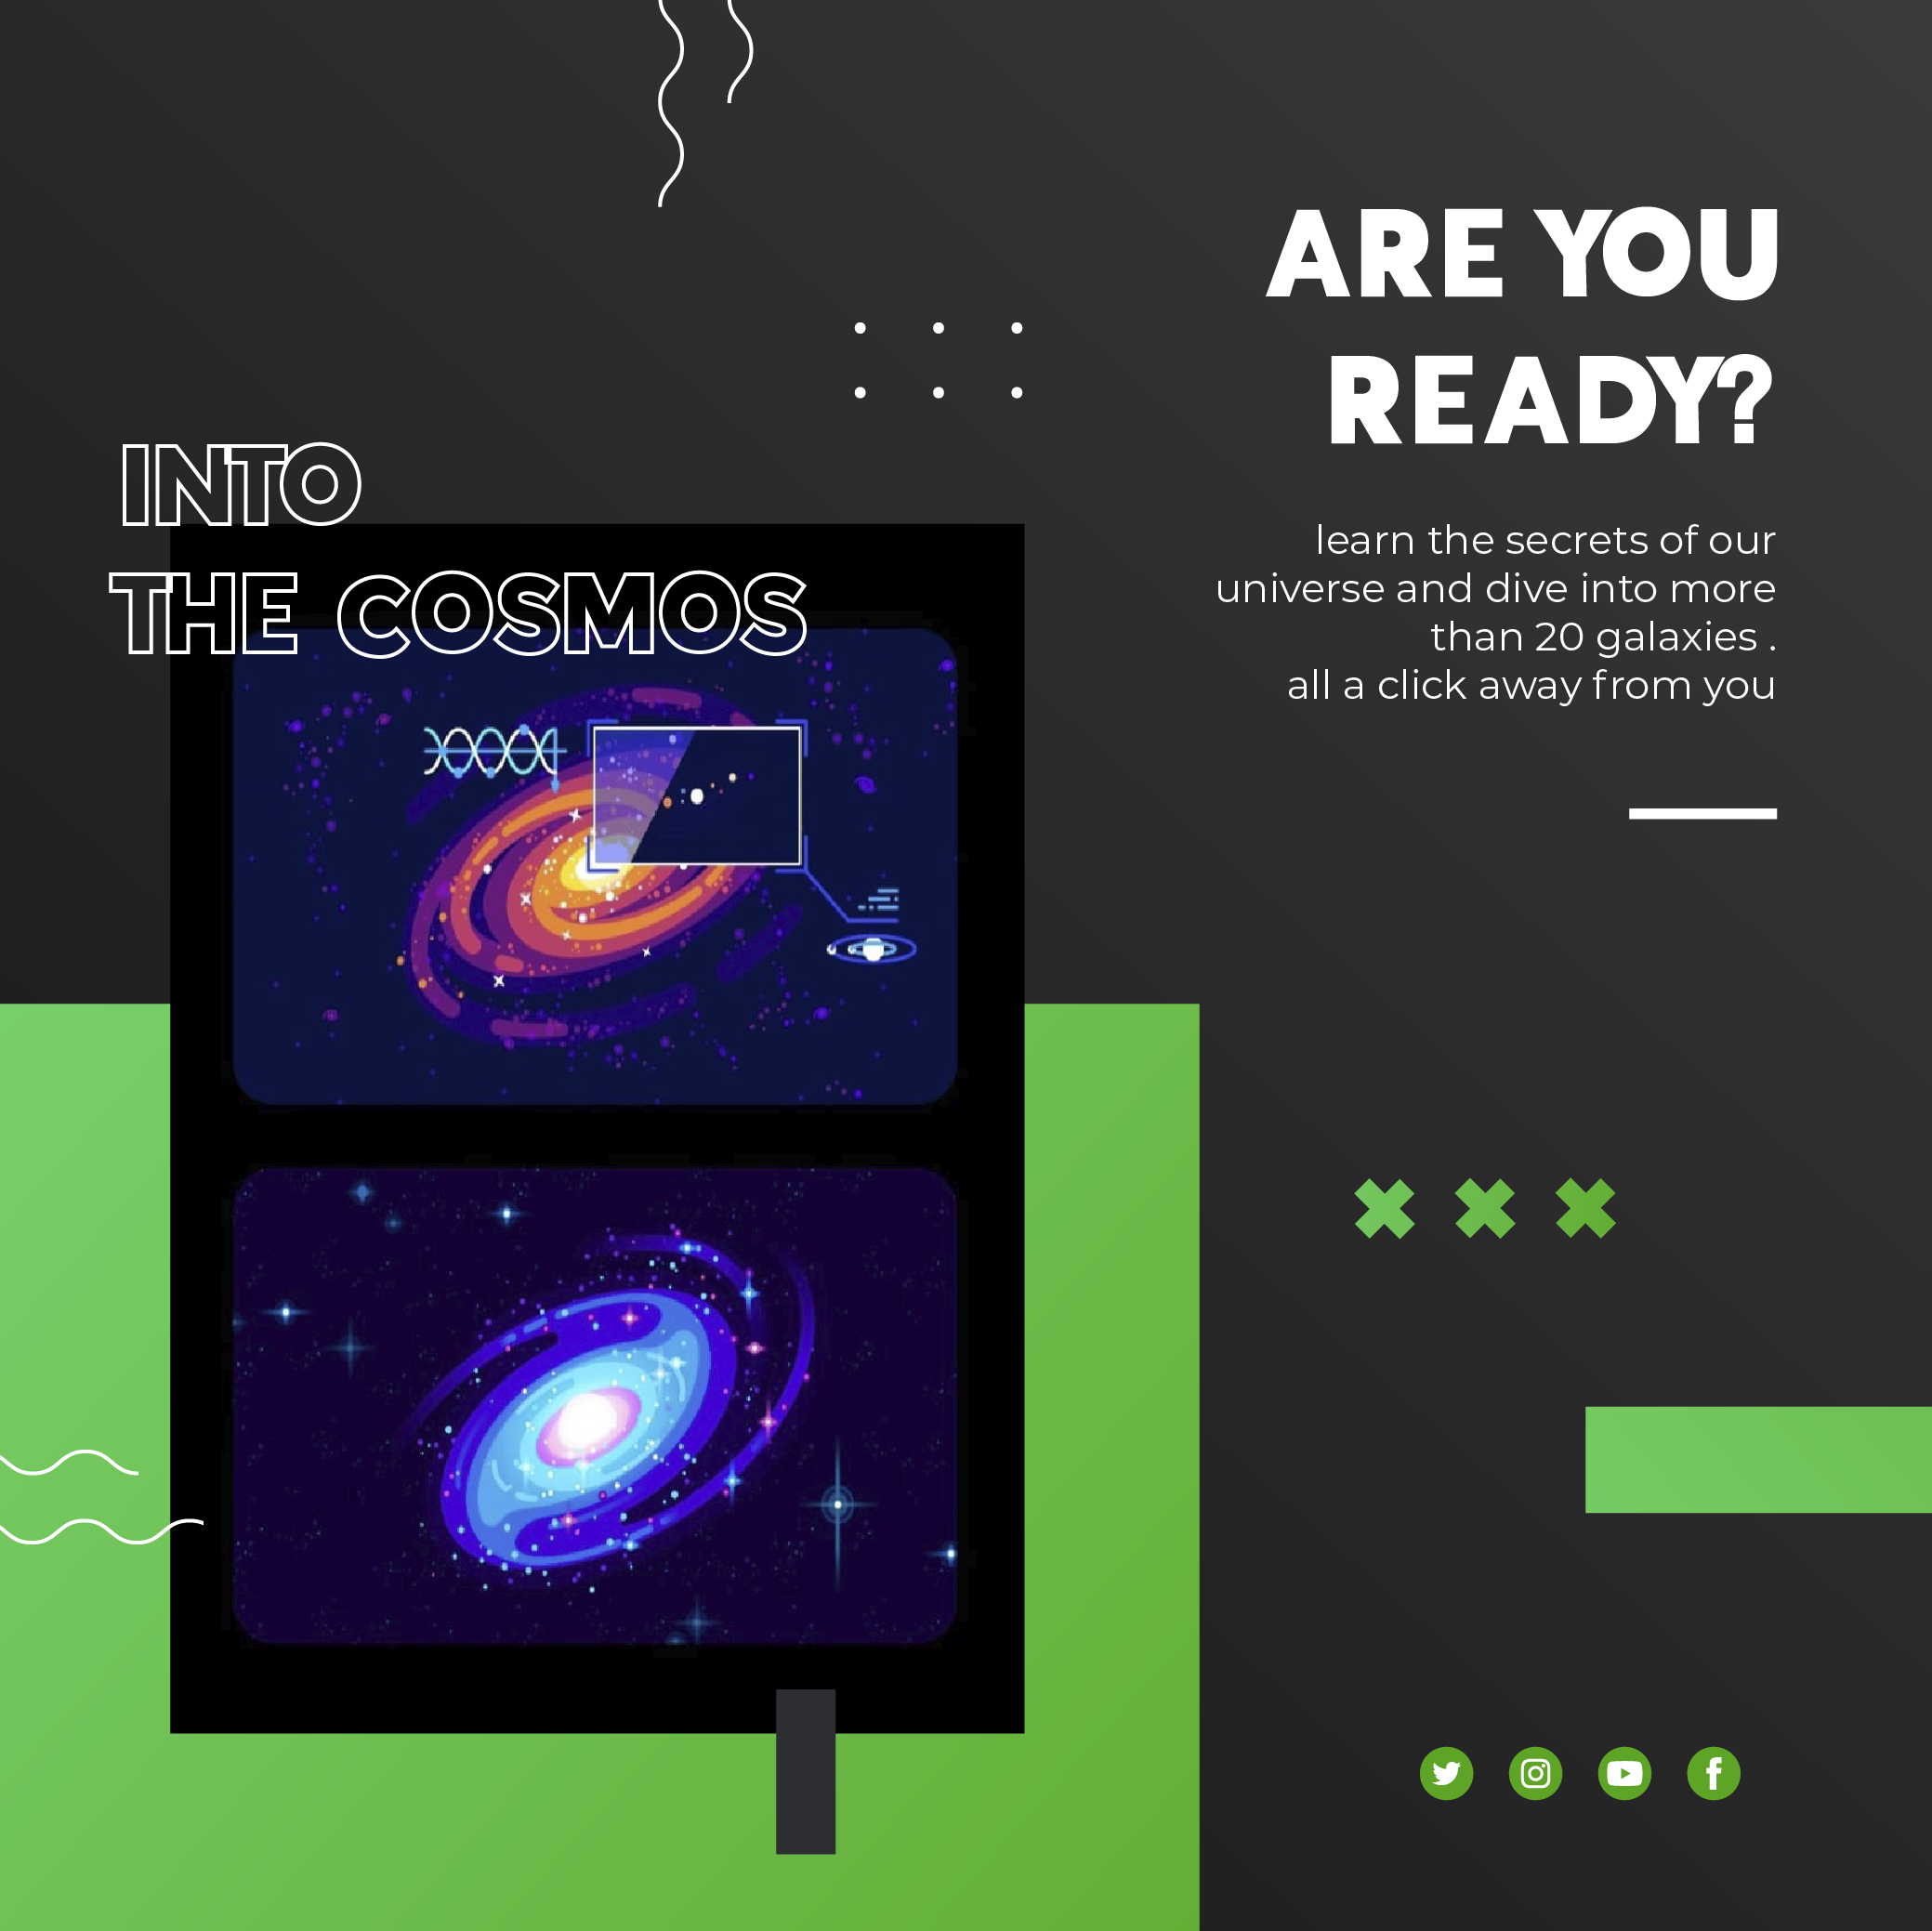 INTO
THE COSMOS
ARE YOU
READY?
learn the secrets of our
universe and dive into more
than 20 galaxies .
all a click away from you